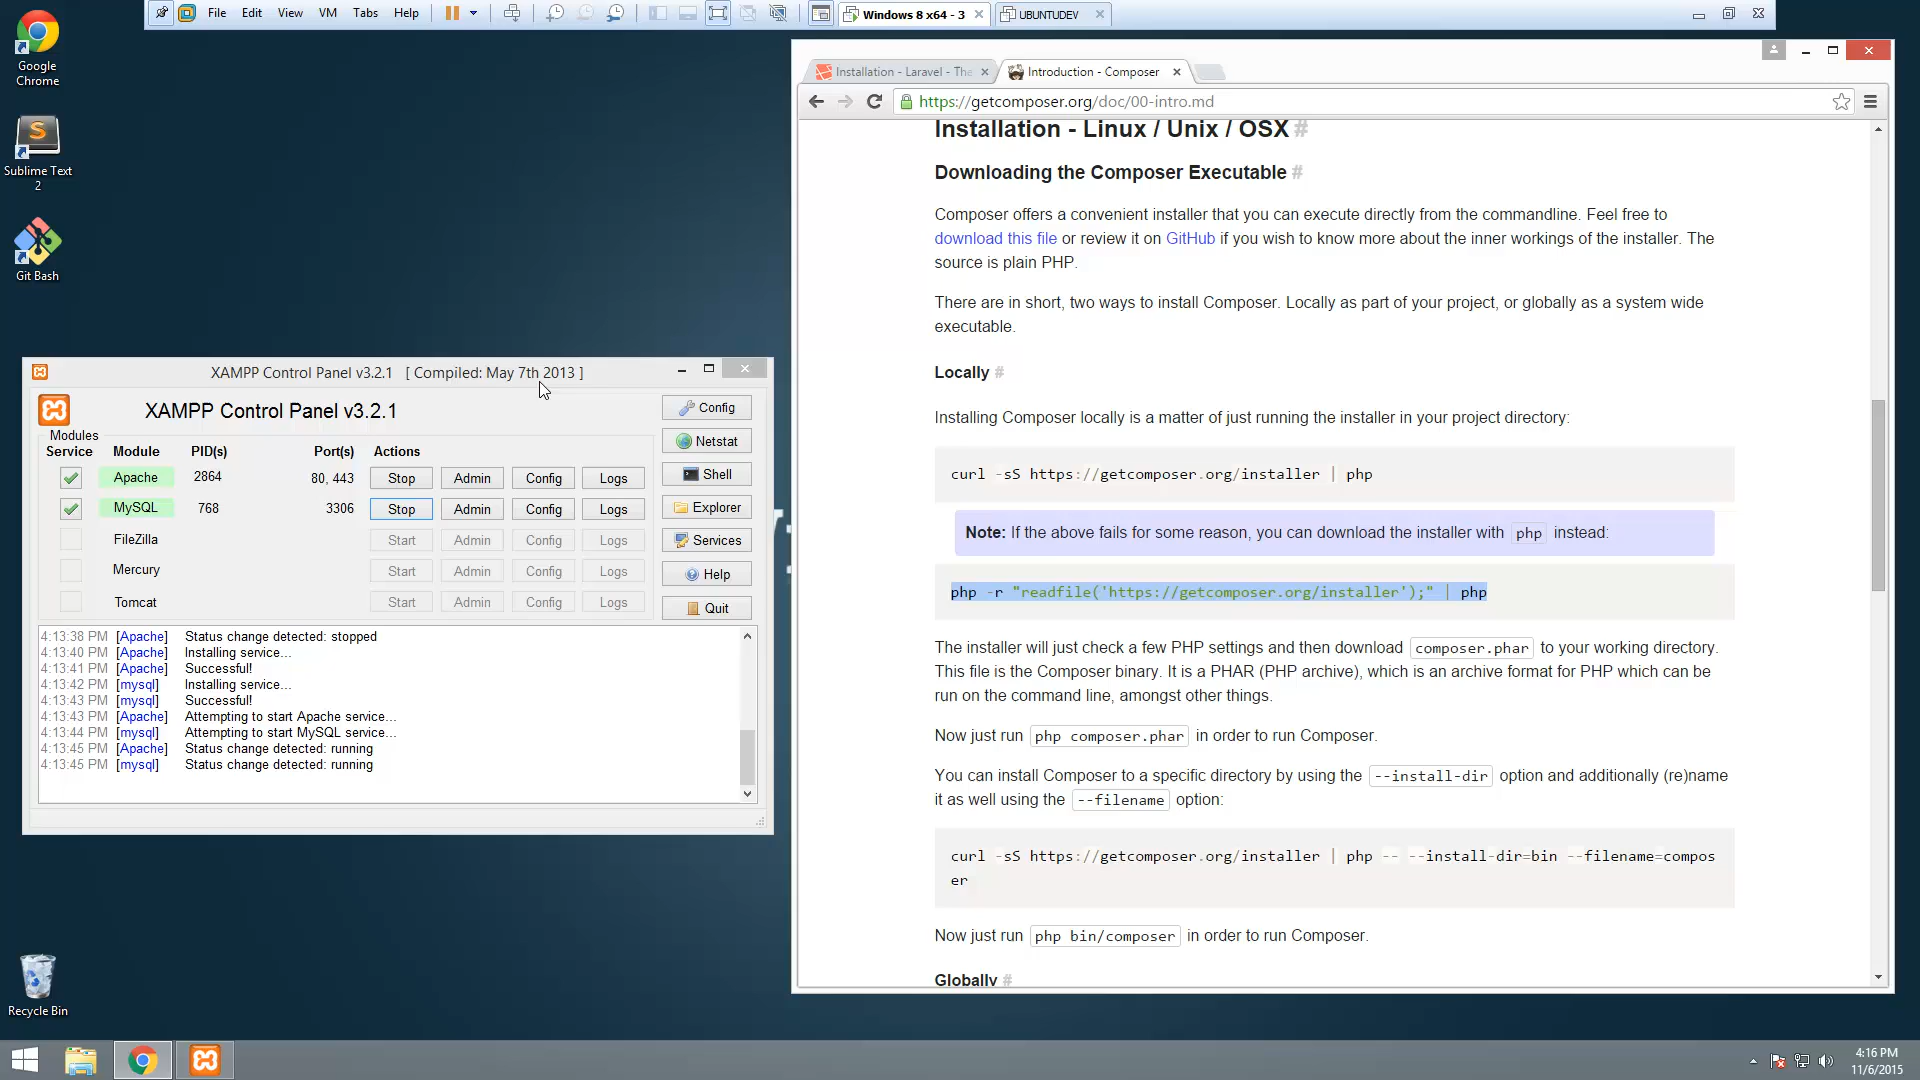 File Edit View VM Tabs Help
Windows 8 x64 - 3
UBUNTUDEV
Google
Chrome
Sublime Text
2
Git Bash
Recycle Bin
XAMPP Control Panel v3.2.1 [ Compiled: May 7th 2013 ]
XAMPP Control Panel v3.2.1
Modules
Service Module PID(s) Port(s) Actions
Apache 2864 80, 443 Stop Admin Config Logs
MySQL 768 3306 Stop Admin Config Logs
FileZilla Start Admin Config Logs
Mercury Start Admin Config Logs
Tomcat Start Admin Config Logs
Config
Netstat
Shell
Explorer
Services
Help
Quit
4:13:38 PM [Apache] Status change detected: stopped
4:13:40 PM [Apache] Installing service...
4:13:41 PM [Apache] Successful!
4:13:42 PM [mysql] Installing service...
4:13:43 PM [mysql] Successful!
4:13:43 PM [Apache] Attempting to start Apache service...
4:13:44 PM [mysql] Attempting to start MySQL service...
4:13:45 PM [Apache] Status change detected: running
4:13:45 PM [mysql] Status change detected: running
Installation - Laravel - The
Introduction - Composer
https://getcomposer.org/doc/00-intro.md
Installation - Linux / Unix / OSX #
Downloading the Composer Executable #
Composer offers a convenient installer that you can execute directly from the commandline. Feel free to
download this file or review it on GitHub if you wish to know more about the inner workings of the installer. The
source is plain PHP.
There are in short, two ways to install Composer. Locally as part of your project, or globally as a system wide
executable.
Locally #
Installing Composer locally is a matter of just running the installer in your project directory:
curl -sS https://getcomposer.org/installer | php
Note: If the above fails for some reason, you can download the installer with php instead:
php -r "readfile('https://getcomposer.org/installer');" | php
The installer will just check a few PHP settings and then download composer.phar to your working directory.
This file is the Composer binary. It is a PHAR (PHP archive), which is an archive format for PHP which can be
run on the command line, amongst other things.
Now just run php composer.phar in order to run Composer.
You can install Composer to a specific directory by using the --install-dir option and additionally (re)name
it as well using the --filename option:
curl -sS https://getcomposer.org/installer | php -- --install-dir=bin --filename=compos
er
Now just run php bin/composer in order to run Composer.
Globally #
4:16 PM
11/6/2015